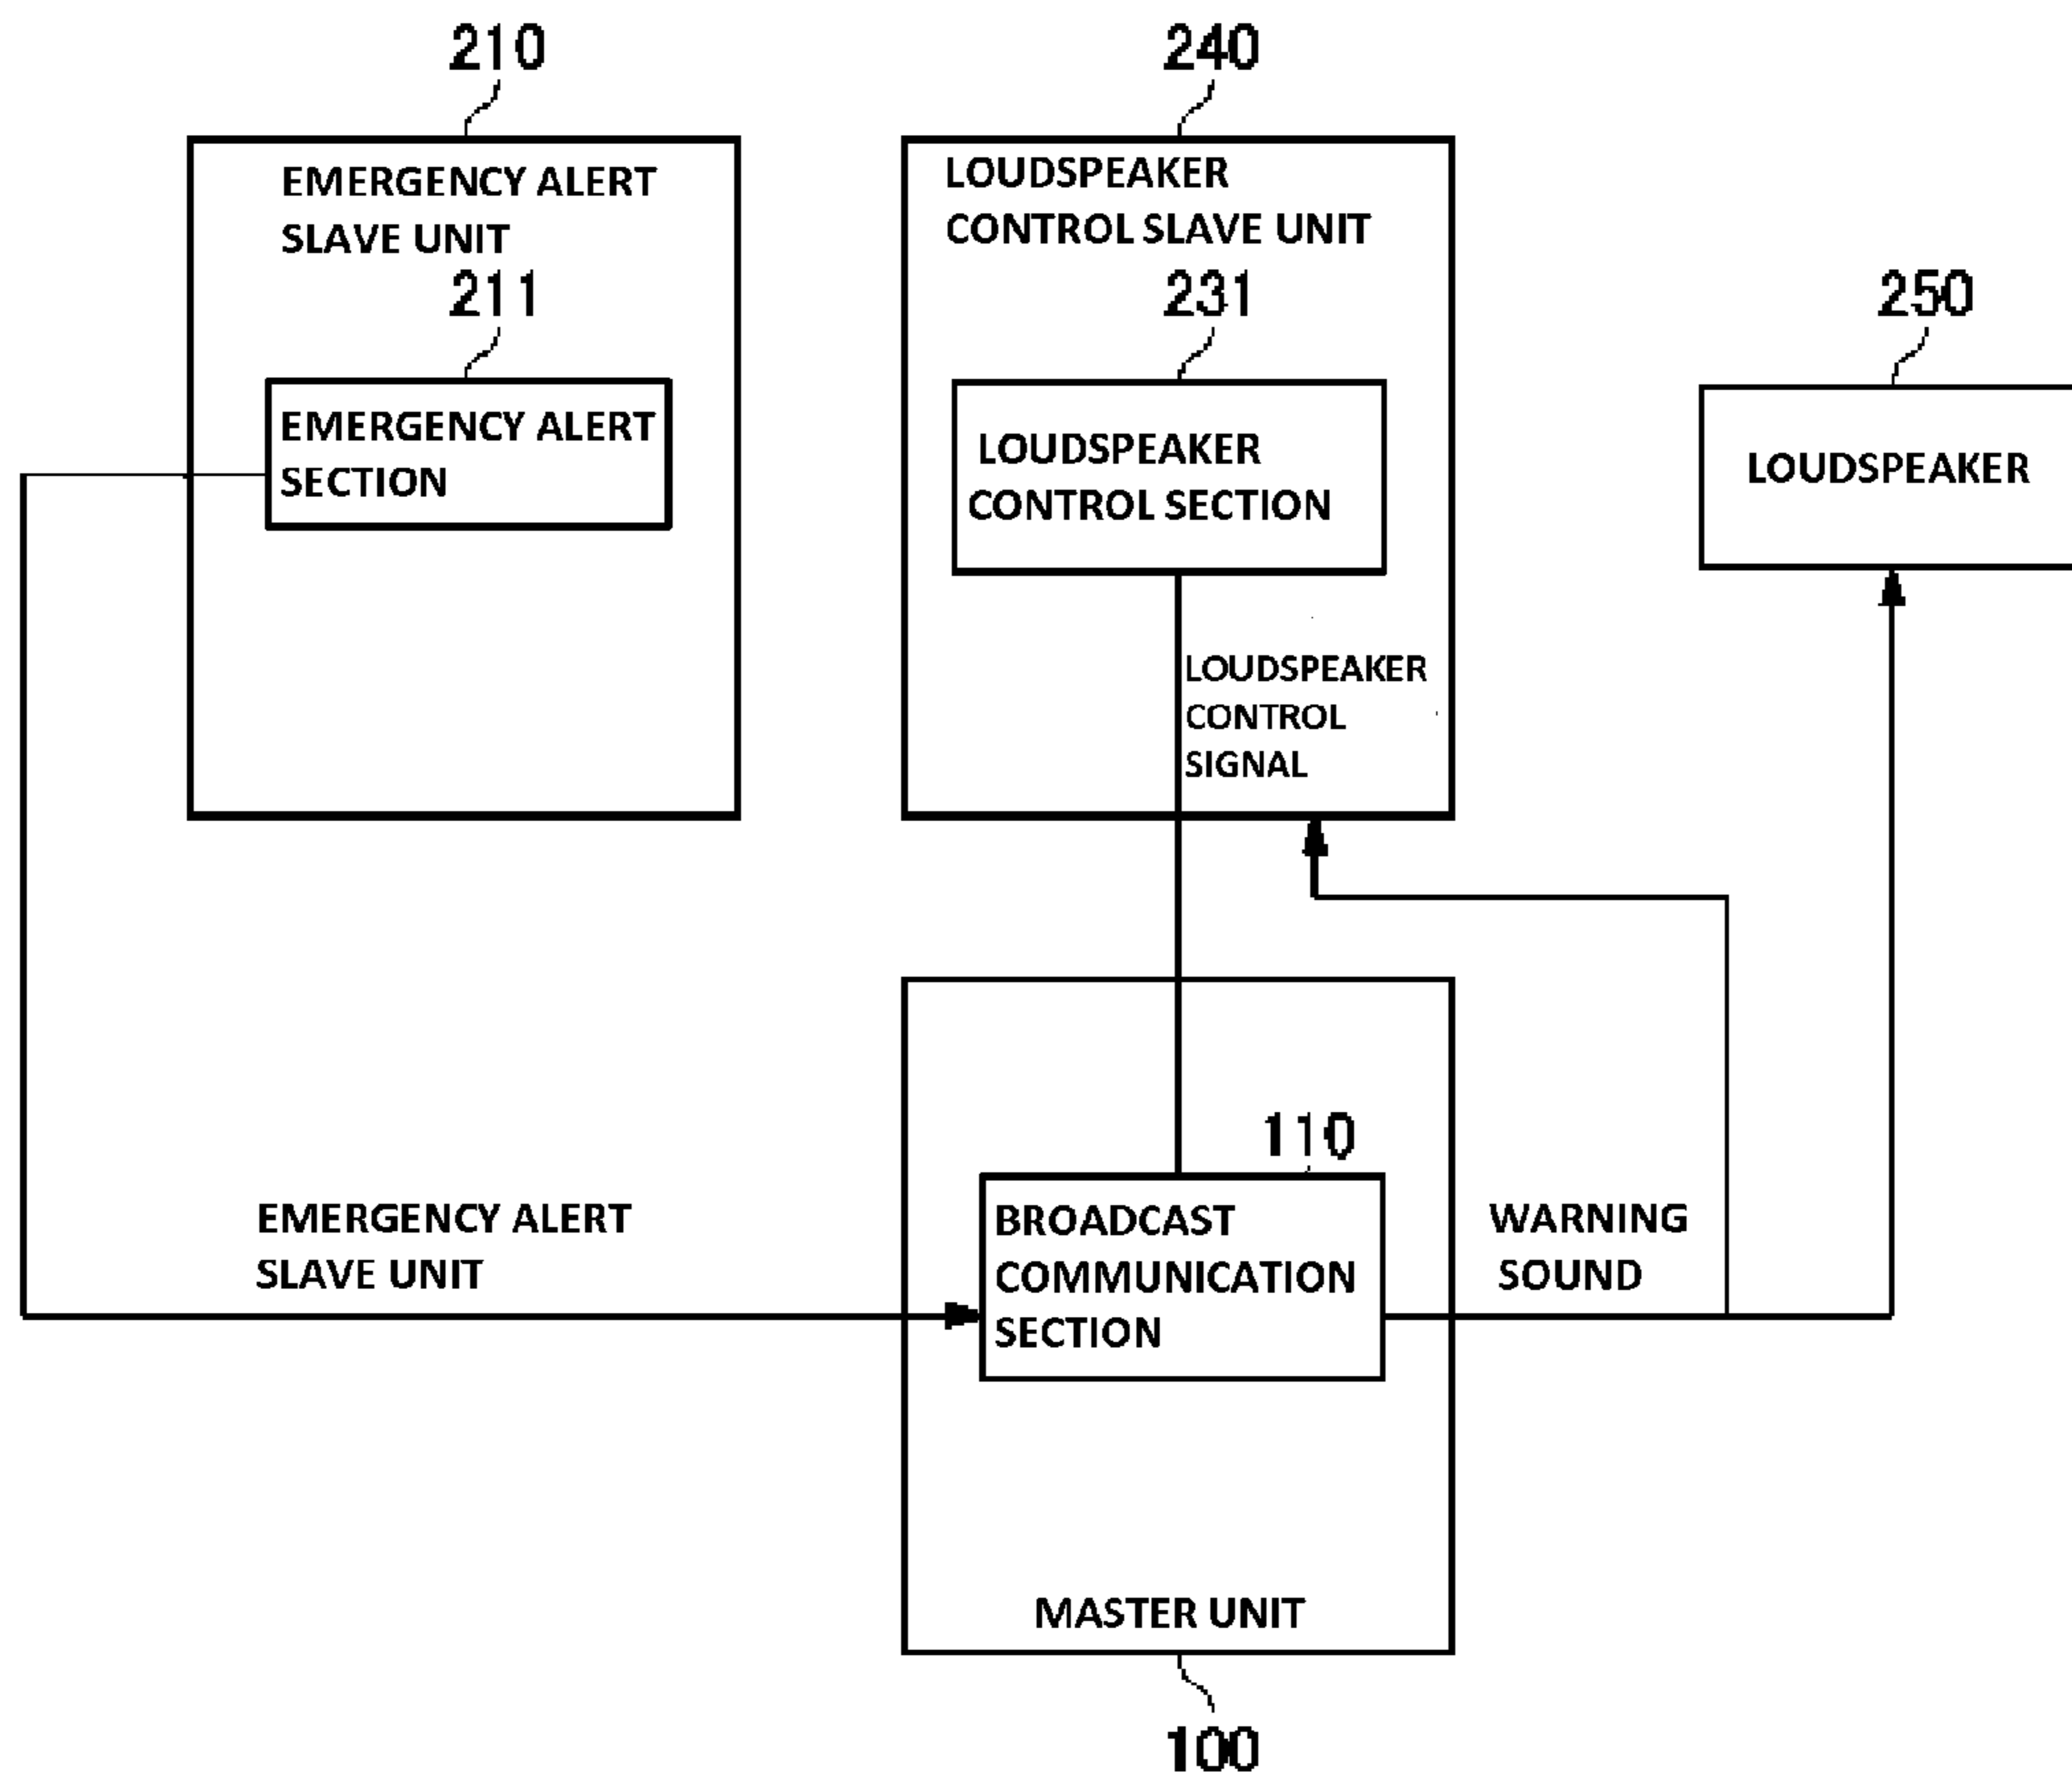 210
240
EMERGENCY ALERT
SLAVE UNIT
LOUDSPEAKER
CONTROL SLAVE UNIT
211
231
250
EMERGENCY ALERT
SECTION
LOUDSPEAKER
CONTROL SECTION
LOUDSPEAKER
LOUDSPEAKER
CONTROL
SIGNAL
110
EMERGENCY ALERT
SLAVE UNIT
BROADCAST
COMMUNICATION
SECTION
WARNING
SOUND
MASTER UNIT
100